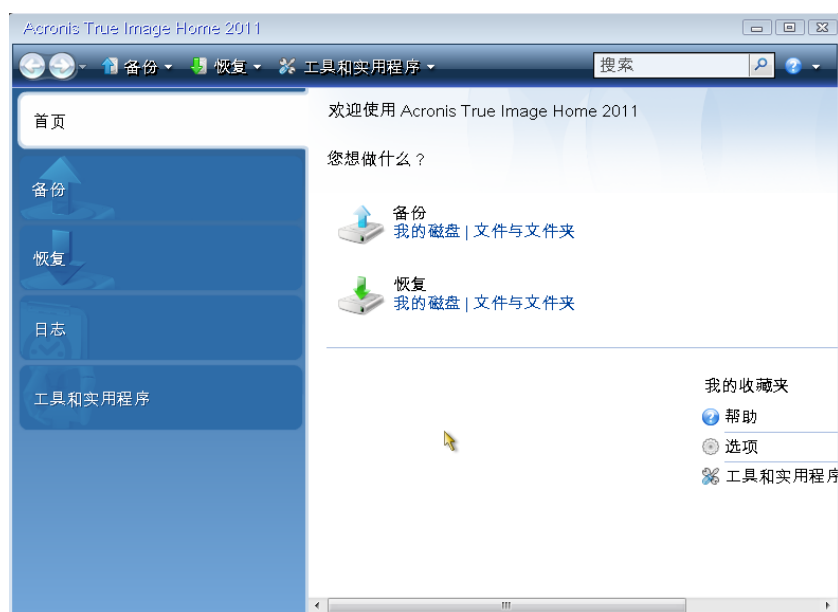 Acronis True Image Home 2011
备份 恢复 工具和实用程序 搜索
首页
备份
恢复
日志
工具和实用程序
欢迎使用 Acronis True Image Home 2011
您想做什么？
备份
我的磁盘 | 文件与文件夹
恢复
我的磁盘 | 文件与文件夹
我的收藏夹
帮助
选项
工具和实用程序